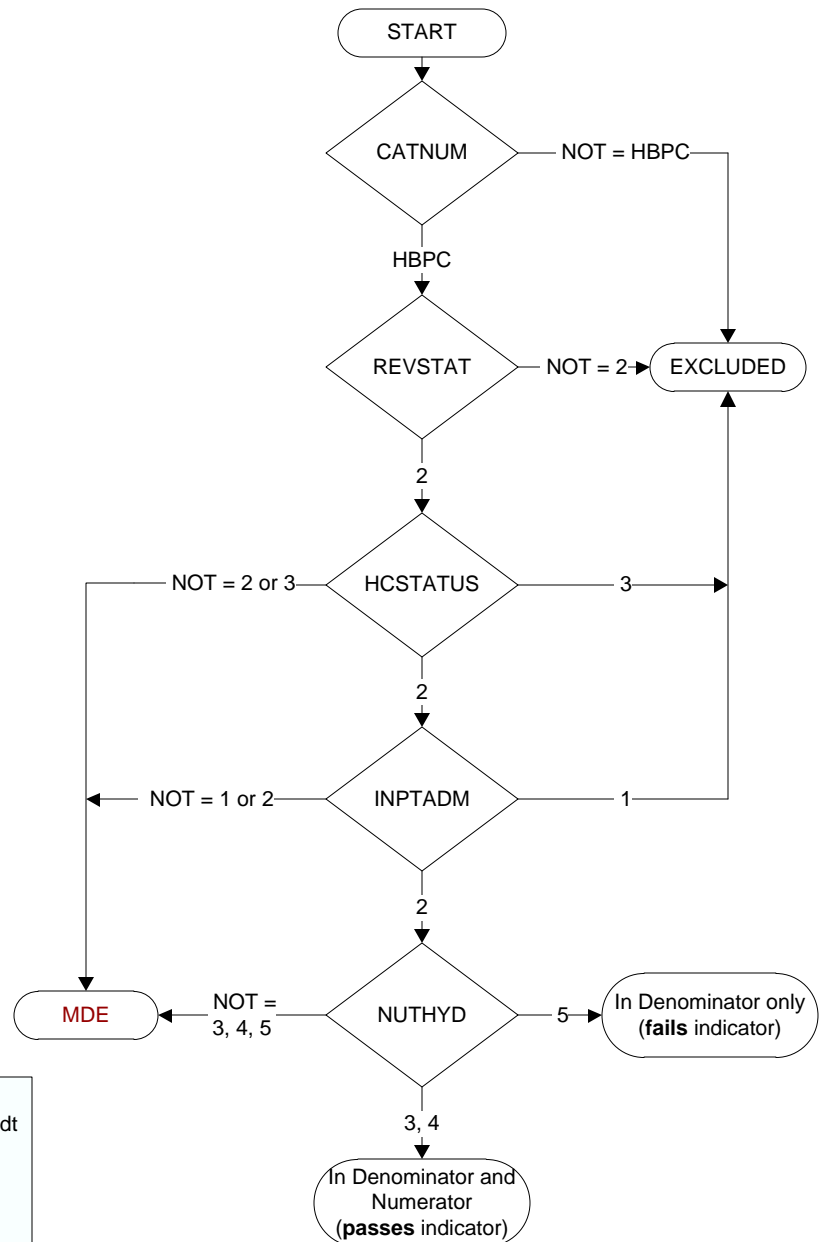 START
CATNUM
NOT = HBPC
HBPC
REVSTAT
NOT = 2
EXCLUDED
2
NOT = 2 or 3
HCSTATUS
3
2
NOT = 1 or 2
INPTADM
1
2
MDE
NOT =
3, 4, 5
NUTHYD
5
In Denominator only
(fails indicator)
3, 4
dt
In Denominator and
Numerator
(passes indicator)